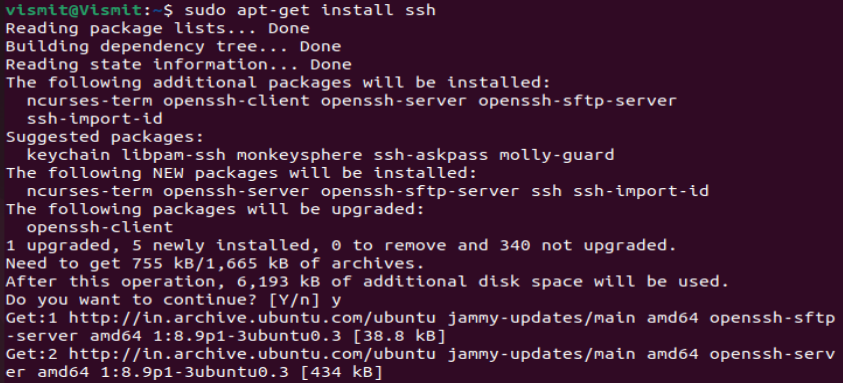 vismit@Vismit:~$ sudo apt-get install ssh
Reading package lists... Done
Building dependency tree... Done
Reading state information... Done
The following additional packages will be installed:
  ncurses-term openssh-client openssh-server openssh-sftp-server
  ssh-import-id
Suggested packages:
  keychain libpam-ssh monkeysphere ssh-askpass molly-guard
The following NEW packages will be installed:
  ncurses-term openssh-server openssh-sftp-server ssh ssh-import-id
The following packages will be upgraded:
  openssh-client
1 upgraded, 5 newly installed, 0 to remove and 340 not upgraded.
Need to get 755 kB/1,665 kB of archives.
After this operation, 6,193 kB of additional disk space will be used.
Do you want to continue? [Y/n] y
Get:1 http://in.archive.ubuntu.com/ubuntu jammy-updates/main amd64 openssh-sftp
-server amd64 1:8.9p1-3ubuntu0.3 [38.8 kB]
Get:2 http://in.archive.ubuntu.com/ubuntu jammy-updates/main amd64 openssh-serv
er amd64 1:8.9p1-3ubuntu0.3 [434 kB]